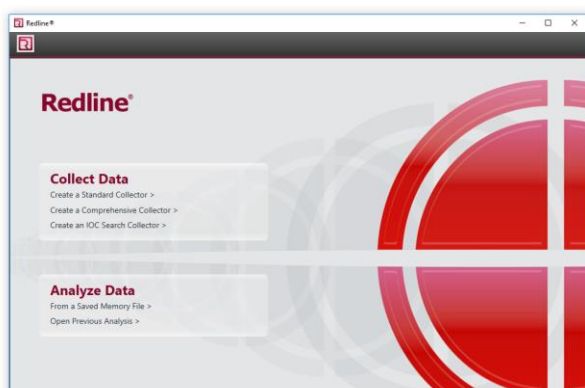 Redline®
Redline®
Collect Data
Create a Standard Collector >
Create a Comprehensive Collector >
Create an IOC Search Collector >
Analyze Data
From a Saved Memory File >
Open Previous Analysis >